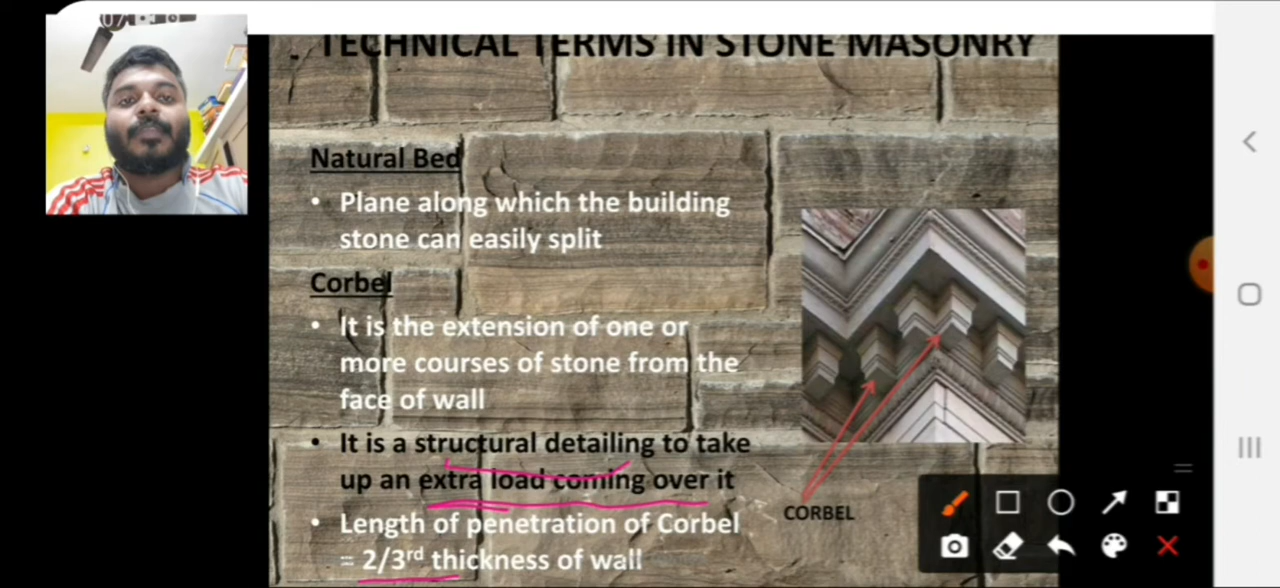 TECHNICAL TERMS IN STONE MASONRY
Natural Bed
• Plane along which the building
stone can easily split
Corbel
• It is the extension of one or
more courses of stone from the
face of wall
• It is a structural detailing to take
up an extra load coming over it
• Length of penetration of Corbel
= 2/3rd thickness of wall
CORBEL